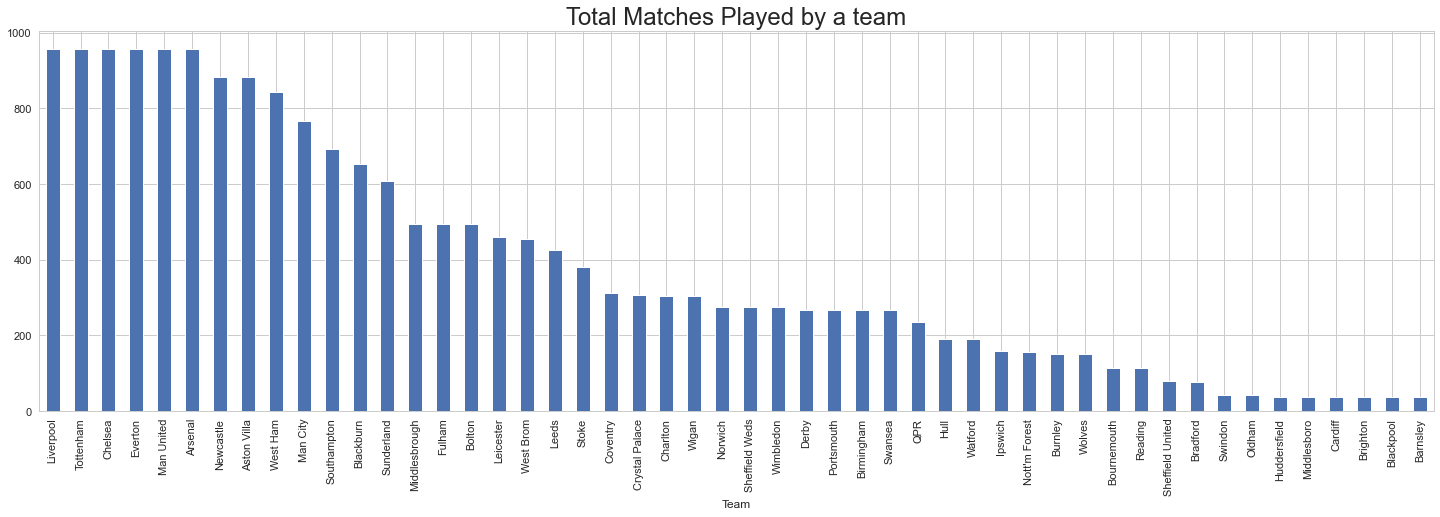 Total Matches Played by a team
1000
800
600
400
200
0
Liverpool
Tottenham
Chelsea
Everton
Man United
Arsenal
Newcastle
Aston Villa
West Ham
Man City
Southampton
Blackburn
Sunderland
Middlesbrough
Fulham
Bolton
Leicester
West Brom
Leeds
Stoke
Coventry
Crystal Palace
Charlton
Wigan
Norwich
Sheffield Weds
Wimbledon
Derby
Portsmouth
Birmingham
Swansea
QPR
Hull
Watford
Ipswich
Nott'm Forest
Burnley
Wolves
Bournemouth
Reading
Sheffield United
Bradford
Swindon
Oldham
Huddersfield
Middlesboro
Cardiff
Brighton
Blackpool
Barnsley
Team